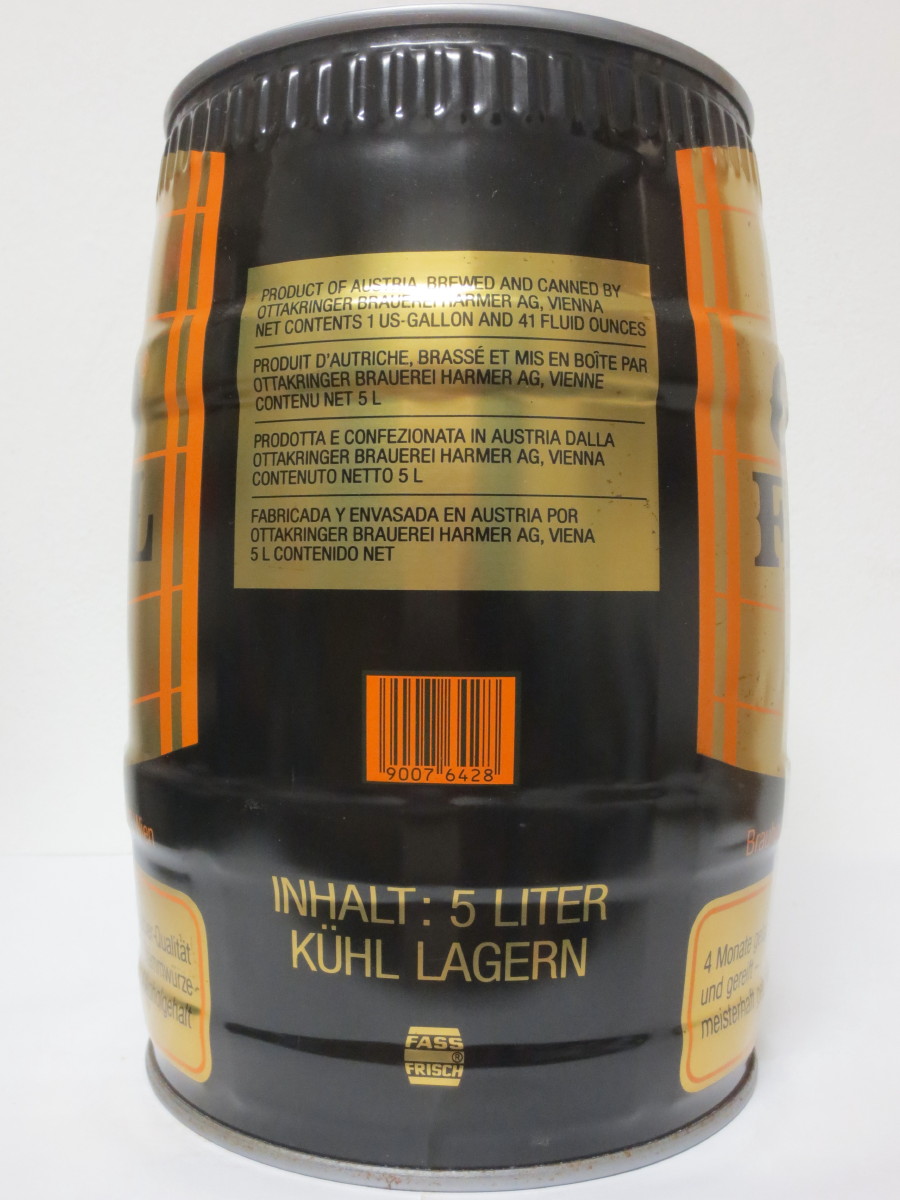 PRODUCT OF AUSTRIA, BREWED AND CANNED BY
OTTAKRINGER BRAUEREI HARMER AG, VIENNA
NET CONTENTS 1 US-GALLON AND 41 FLUID OUNCES
PRODUIT D'AUTRICHE, BRASSÉ ET MIS EN BOÎTE PAR
OTTAKRINGER BRAUEREI HARMER AG, VIENNE
CONTENU NET 5 L
PRODOTTA E CONFEZIONATA IN AUSTRIA DALLA
OTTAKRINGER BRAUEREI HARMER AG, VIENNA
CONTENUTO NETTO 5 L
FABRICADA Y ENVASADA EN AUSTRIA POR
OTTAKRINGER BRAUEREI HARMER AG, VIENA
5 L CONTENIDO NET
9007 6428
INHALT: 5 LITER
KÜHL LAGERN
FASS
FRISCH
Qualität
4 Monate
und gereift
meisterhaft